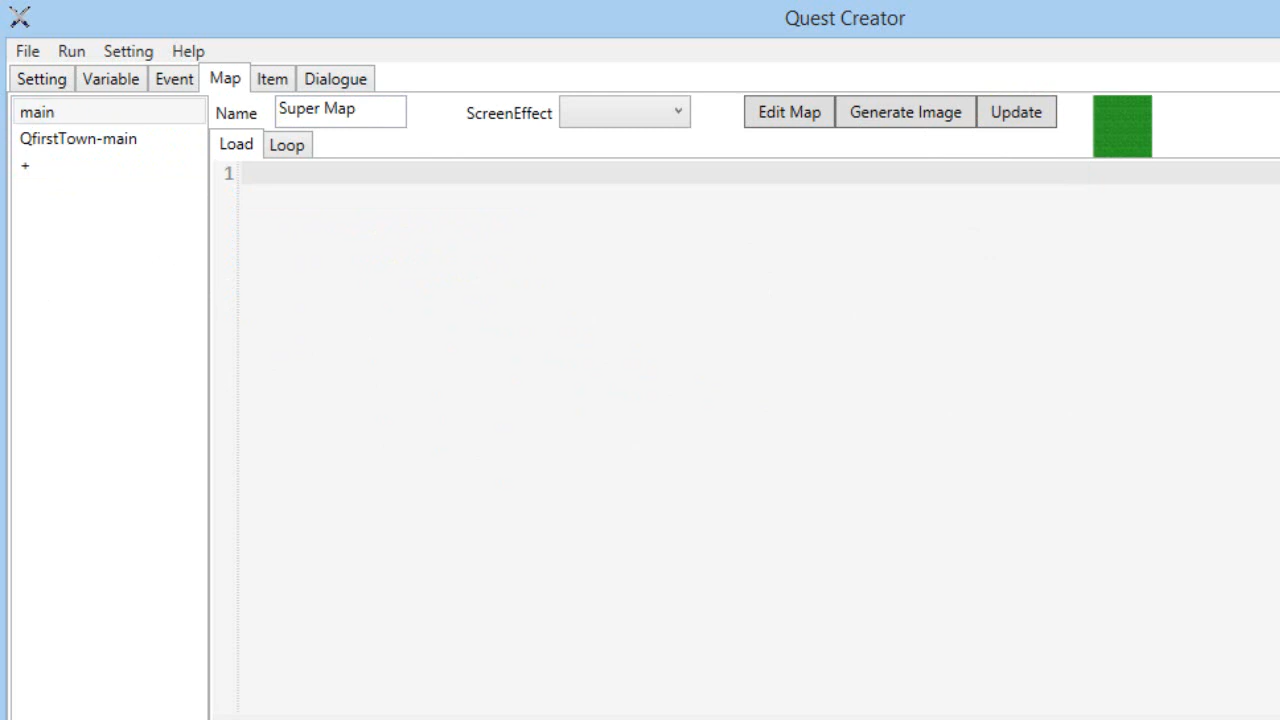 Quest Creator
File Run Setting Help
Setting Variable Event Map Item Dialogue
main
QfirstTown-main
+
Name Super Map ScreenEffect Edit Map Generate Image Update
Load Loop
1